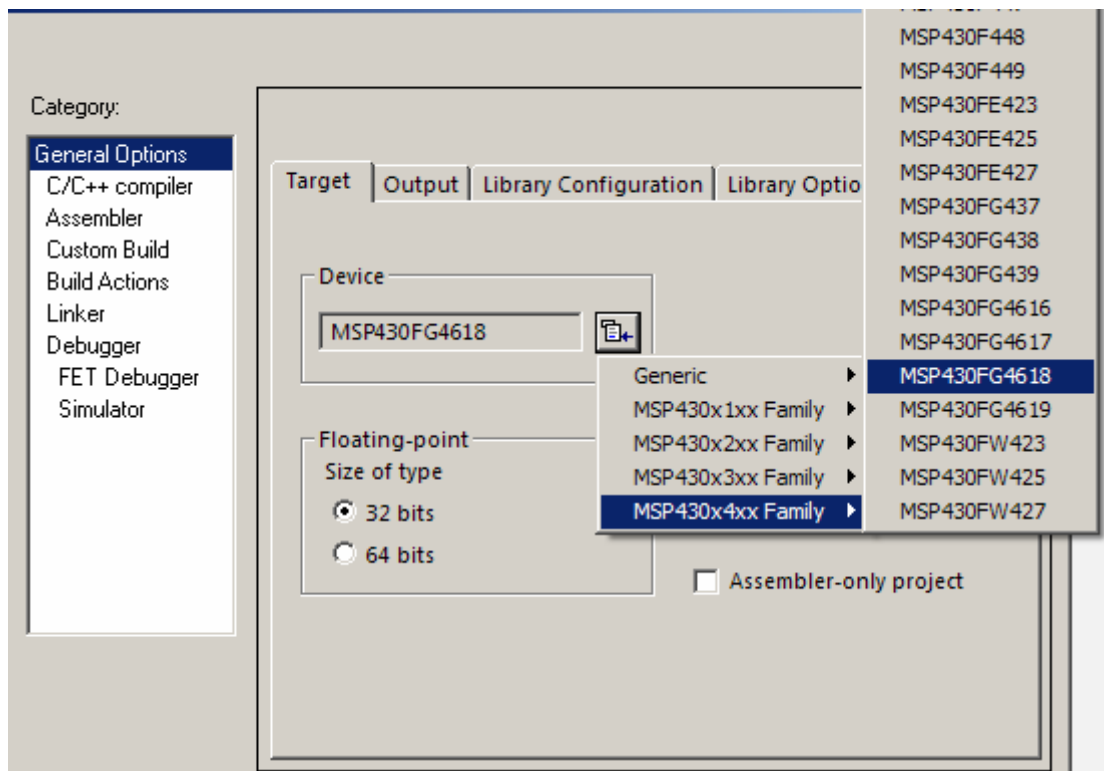 Category:
General Options
C/C++ compiler
Assembler
Custom Build
Build Actions
Linker
Debugger
FET Debugger
Simulator
Target
Output
Library Configuration
Library Optio
Device
MSP430FG4618
Floating-point
Size of type
32 bits
64 bits
Assembler-only project
Generic
MSP430x1xx Family
MSP430x2xx Family
MSP430x3xx Family
MSP430x4xx Family
MSP430F448
MSP430F449
MSP430FE423
MSP430FE425
MSP430FE427
MSP430FG437
MSP430FG438
MSP430FG439
MSP430FG4616
MSP430FG4617
MSP430FG4618
MSP430FG4619
MSP430FW423
MSP430FW425
MSP430FW427